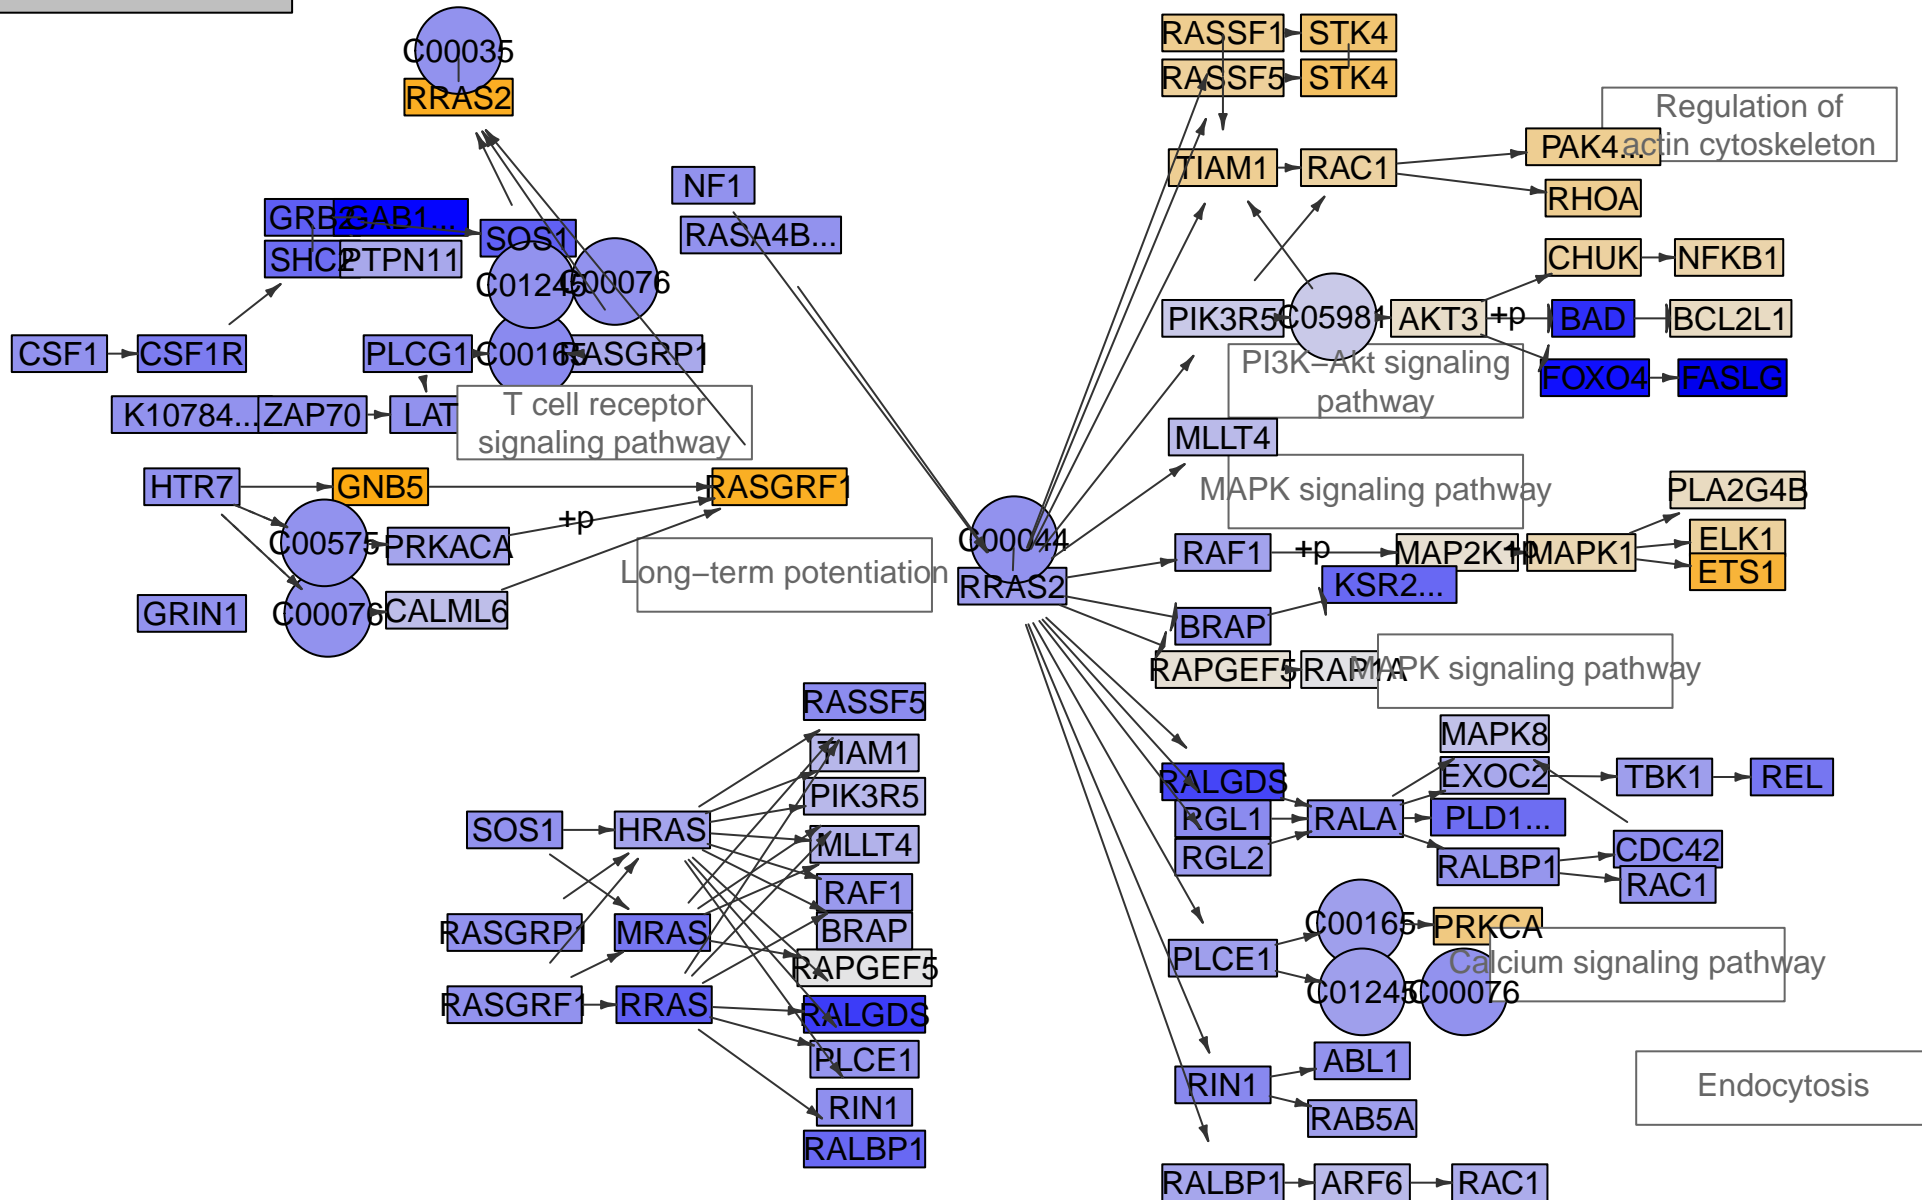 C00035
RRAS2
NF1
RASA4B...
GRB2
GAB1...
SHC2
PTPN11
SOS1
C01245
C00076
CSF1
CSF1R
PLCG1
C00165
RASGRP1
K10784...
ZAP70
LAT
T cell receptor
signaling pathway
HTR7
GNB5
RASGRF1
C00575
PRKACA
+p
C00076
CALML6
GRIN1
Long−term potentiation
C00044
RRAS2
RASSF1
STK4
RASSF5
STK4
Regulation of
actin cytoskeleton
PAK4...
TIAM1
RAC1
RHOA
CHUK
NFKB1
PIK3R5
C05981
AKT3
+p
BAD
BCL2L1
PI3K−Akt signaling
pathway
FOXO4
FASLG
MLLT4
MAPK signaling pathway
PLA2G4B
RAF1
+p
MAP2K1
+p
MAPK1
ELK1
ETS1
KSR2...
BRAP
RAPGEF5
RAP1A
MAPK signaling pathway
RASSF5
TIAM1
PIK3R5
SOS1
HRAS
MLLT4
RAF1
RASGRP1
MRAS
BRAP
RAPGEF5
RASGRF1
RRAS
RALGDS
PLCE1
RIN1
RALBP1
MAPK8
EXOC2
TBK1
REL
RALGDS
RGL1
RALA
PLD1...
RGL2
RALBP1
CDC42
RAC1
C00165
PRKCA
PLCE1
Calcium signaling pathway
C01245
C00076
RIN1
ABL1
RAB5A
Endocytosis
RALBP1
ARF6
RAC1